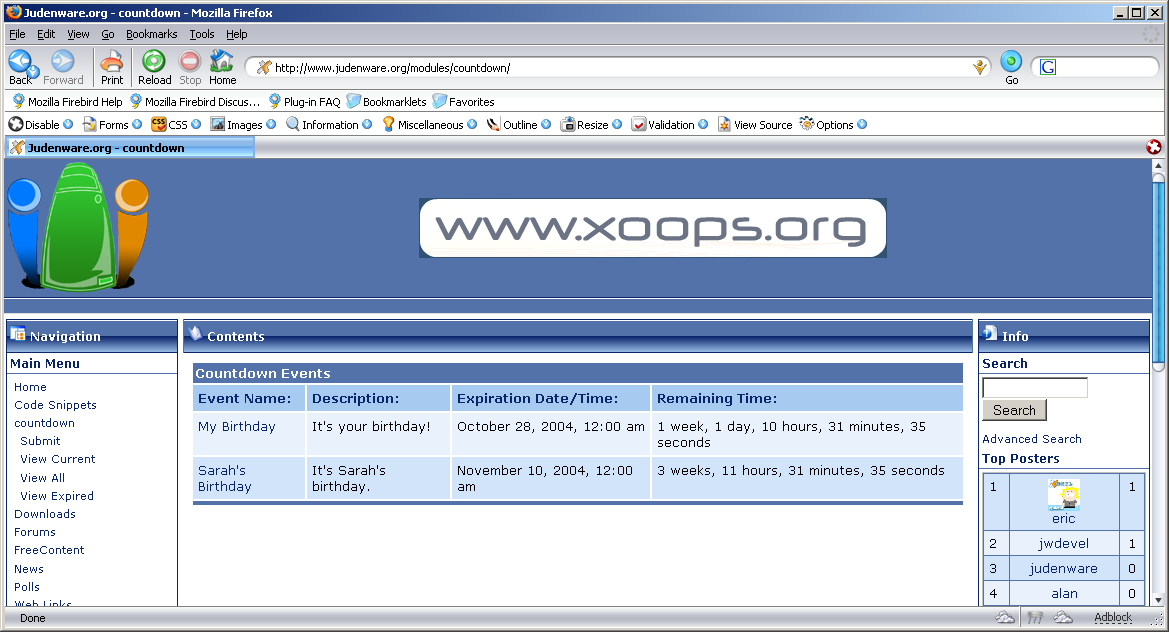 Judenware.org - countdown - Mozilla Firefox
File Edit View Go Bookmarks Tools Help
Back Forward Print Reload Stop Home http://www.judenware.org/modules/countdown/ Go G
Mozilla Firebird Help Mozilla Firebird Discus... Plug-in FAQ Bookmarklets Favorites
Disable Forms CSS Images Information Miscellaneous Outline Resize Validation View Source Options
Judenware.org - countdown
www.xoops.org
Navigation
Main Menu
Home
Code Snippets
countdown
Submit
View Current
View All
View Expired
Downloads
Forums
FreeContent
News
Polls
Web Links
Contents
Countdown Events
Event Name: Description: Expiration Date/Time: Remaining Time:
My Birthday It's your birthday! October 28, 2004, 12:00 am 1 week, 1 day, 10 hours, 31 minutes, 35
seconds
Sarah's It's Sarah's November 10, 2004, 12:00 3 weeks, 11 hours, 31 minutes, 35 seconds
Birthday birthday. am
Info
Search
Search
Advanced Search
Top Posters
1 eric 1
2 jwdevel 1
3 judenware 0
4 alan 0
Done Adblock